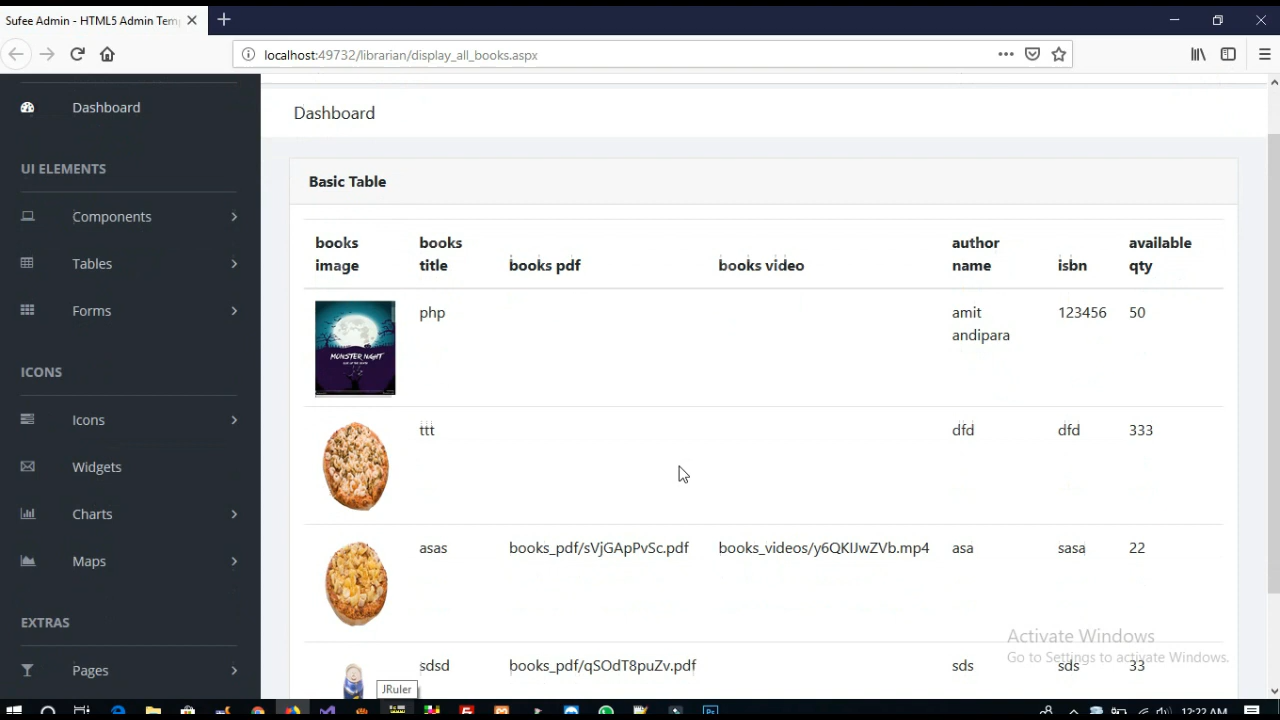 Sufee Admin - HTML5 Admin Temp
localhost:49732/librarian/display_all_books.aspx
Dashboard
UI ELEMENTS
Components
Tables
Forms
ICONS
Icons
Widgets
Charts
Maps
EXTRAS
Pages
Dashboard
Basic Table
books image books title books pdf books video author name isbn available qty
MONSTER NIGHT
php amit andipara 123456 50
ttt dfd dfd 333
asas books_pdf/sVjGApPvSc.pdf books_videos/y6QKIJwZVb.mp4 asa sasa 22
sdsd books_pdf/qSOdT8puZv.pdf sds sds 33
JRuler
Activate Windows
Go to Settings to activate Windows.
12:22 AM